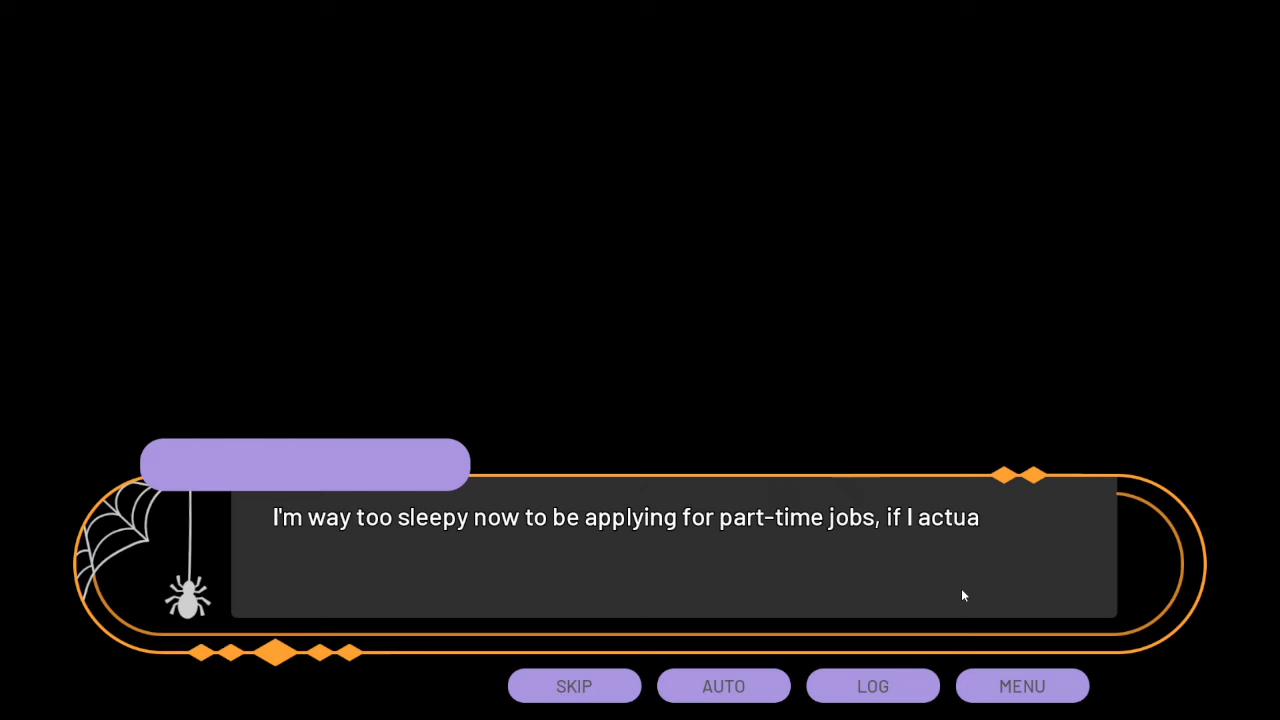 I'm way too sleepy now to be applying for part-time jobs, if I actua
SKIP
AUTO
LOG
MENU